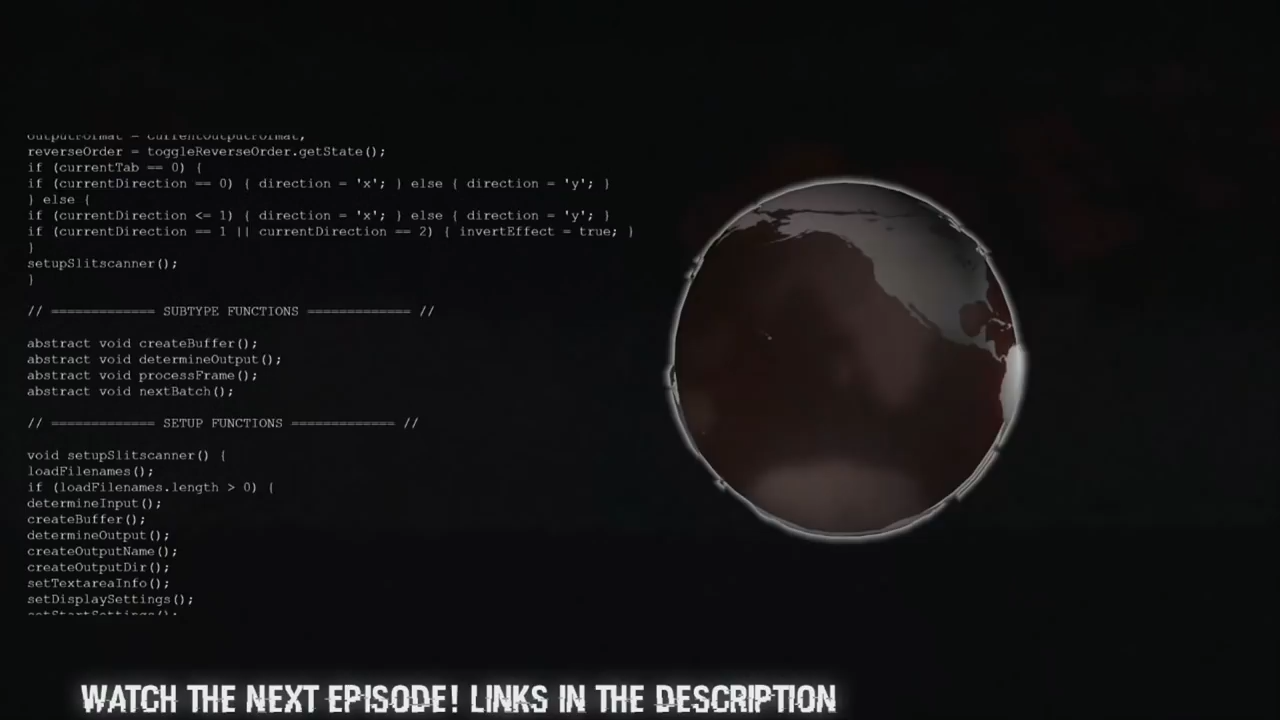 outputFormat = currentOutputFormat;
reverseOrder = toggleReverseOrder.getState();
if (currentTab == 0) {
if (currentDirection == 0) { direction = 'x'; } else { direction = 'y'; }
} else {
if (currentDirection <= 1) { direction = 'x'; } else { direction = 'y'; }
if (currentDirection == 1 || currentDirection == 2) { invertEffect = true; }
}
setupSlitscanner();
}
// ============= SUBTYPE FUNCTIONS ============= //
abstract void createBuffer();
abstract void determineOutput();
abstract void processFrame();
abstract void nextBatch();
// ============= SETUP FUNCTIONS ============= //
void setupSlitscanner() {
loadFilenames();
if (loadFilenames.length > 0) {
determineInput();
createBuffer();
determineOutput();
createOutputName();
createOutputDir();
setTextareaInfo();
setDisplaySettings();
setStartSettings();
WATCH THE NEXT EPISODE! LINKS IN THE DESCRIPTION